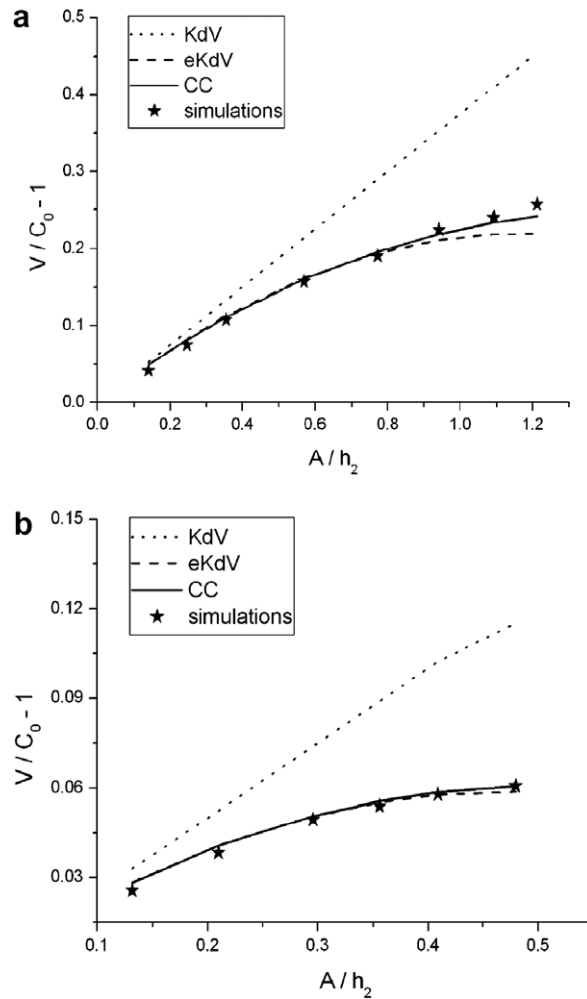 a
KdV
eKdV
CC
simulations
0.5
0.4
0.3
0.2
0.1
0.0
V / C₀ - 1
0.0 0.2 0.4 0.6 0.8 1.0 1.2
A / h₂
b
KdV
eKdV
CC
simulations
0.15
0.12
0.09
0.06
0.03
V / C₀ - 1
0.1 0.2 0.3 0.4 0.5
A / h₂